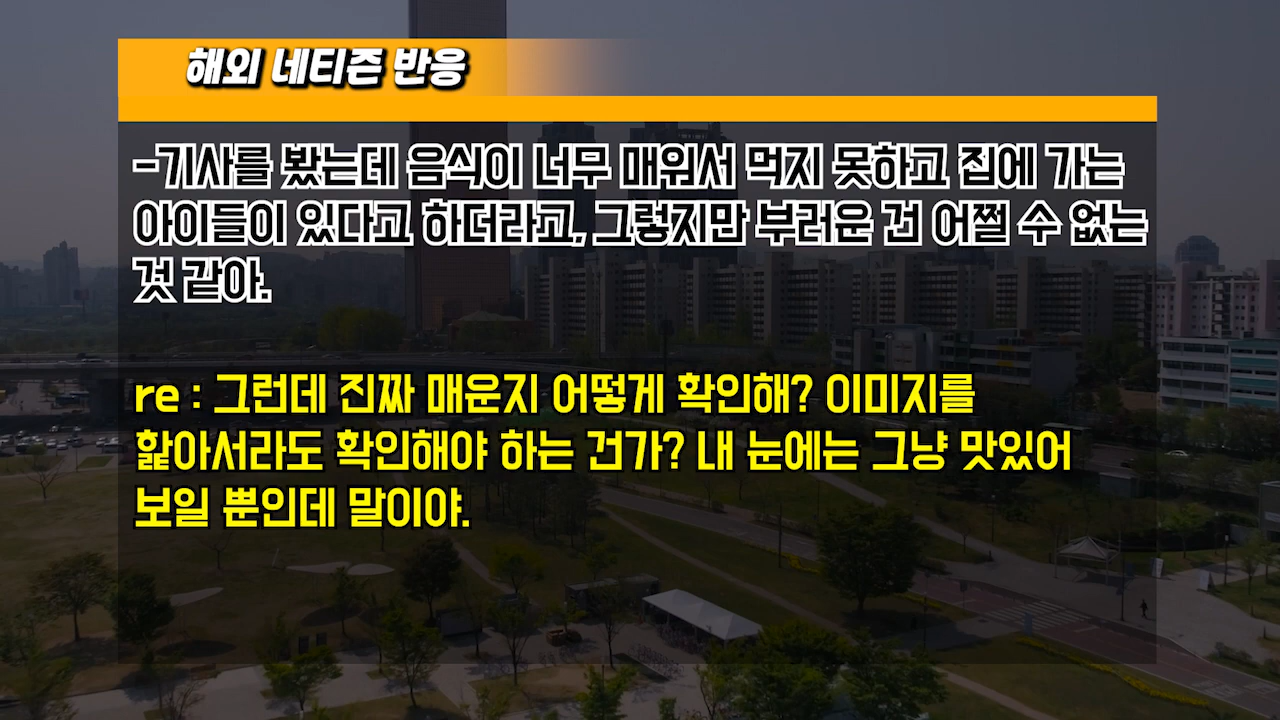 해외 네티즌 반응
-기사를 봤는데 음식이 너무 매워서 먹지 못하고 집에 가는
아이들이 있다고 하더라고, 그렇지만 부러운 건 어쩔 수 없는
것 같아.
re : 그런데 진짜 매운지 어떻게 확인해? 이미지를
핥아서라도 확인해야 하는 건가? 내 눈에는 그냥 맛있어
보일 뿐인데 말이야.